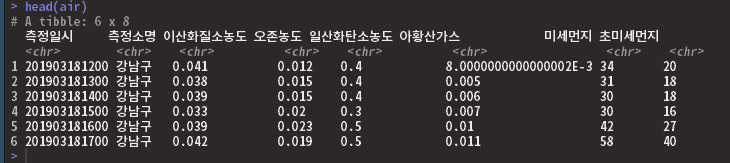 > head(air)
# A tibble: 6 x 8
측정일시 측정소명 이산화질소농도 오존농도 일산화탄소농도 아황산가스 미세먼지 초미세먼지
<chr> <chr> <chr> <chr> <chr> <chr> <chr> <chr>
1 201903181200 강남구 0.041 0.012 0.4 8.0000000000000002E-3 34 20
2 201903181300 강남구 0.038 0.015 0.4 0.005 31 18
3 201903181400 강남구 0.039 0.015 0.4 0.006 30 18
4 201903181500 강남구 0.033 0.02 0.3 0.007 30 16
5 201903181600 강남구 0.039 0.023 0.5 0.01 42 27
6 201903181700 강남구 0.042 0.019 0.5 0.011 58 40
>